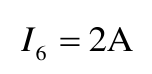 I₆ = 2A